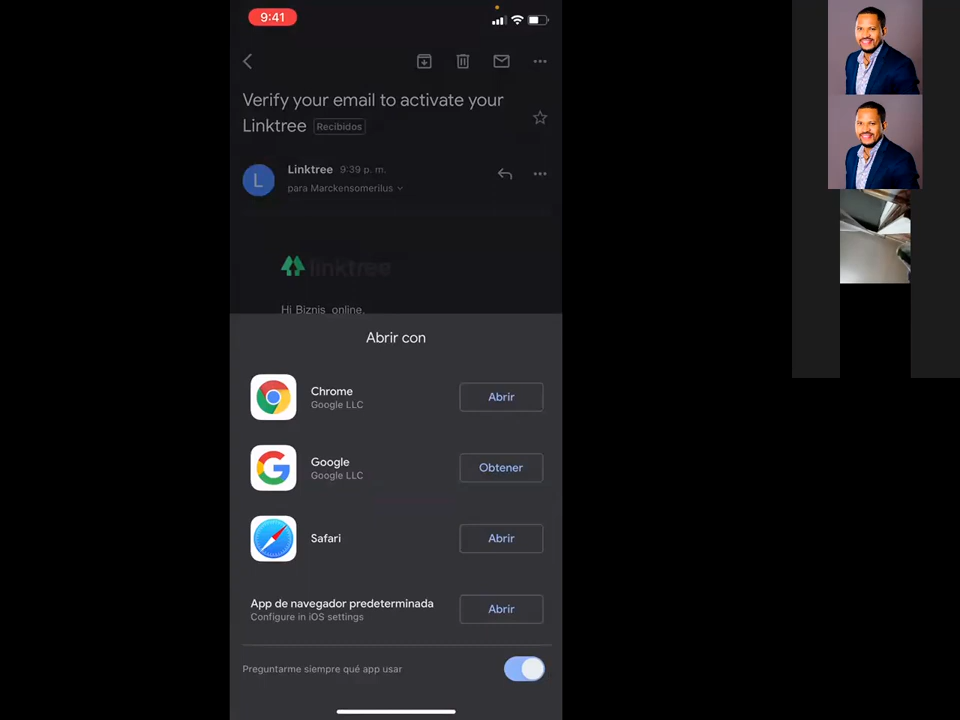 9:41
Verify your email to activate your
Linktree Recibidos
L
Linktree 9:39 p. m.
para Marckensomerilus
linktree
Hi Biznis_online,
Abrir con
Chrome
Google LLC
Abrir
Google
Google LLC
Obtener
Safari
Abrir
App de navegador predeterminada
Configure in iOS settings
Abrir
Preguntarme siempre qué app usar